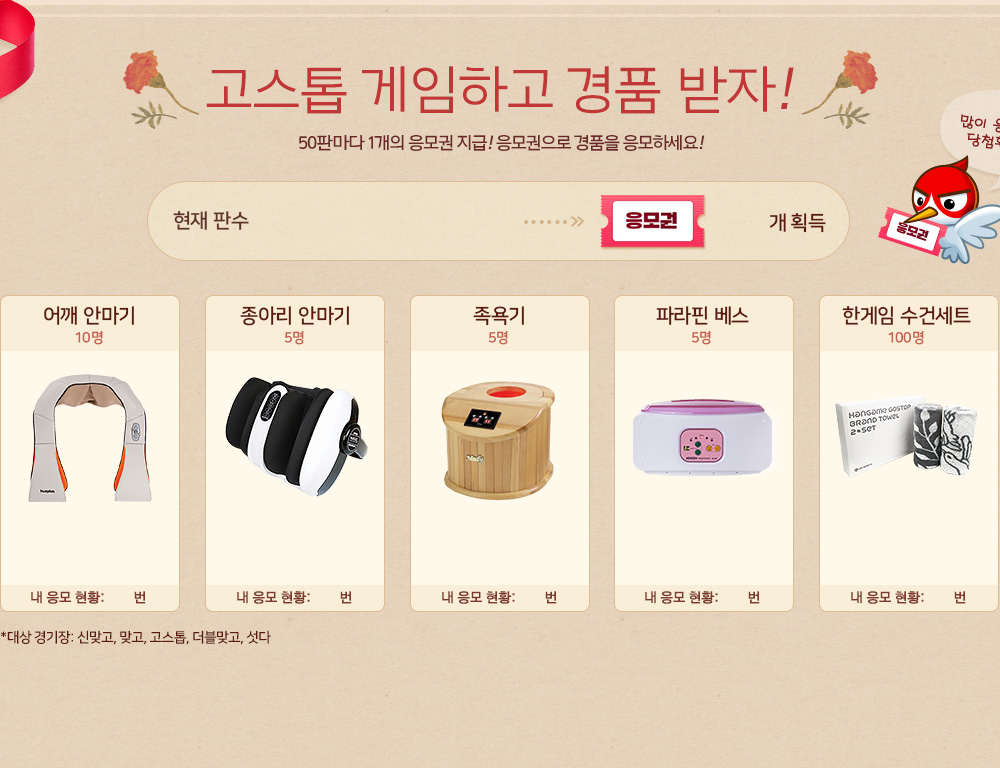 고스톱 게임하고 경품 받자!
50판마다 1개의 응모권 지급! 응모권으로 경품을 응모하세요!
많이
현재 판수
응모권
개 획득
응모권
어깨 안마기
10명
종아리 안마기
5명
족욕기
5명
파라핀 베스
5명
한게임 수건세트
100명
HANGAME GOSTOP
BRAND TOWEL
2*SET
내 응모 현황: 번
내 응모 현황: 번
내 응모 현황: 번
내 응모 현황: 번
내 응모 현황: 번
*대상 경기장: 신맞고, 맞고, 고스톱, 더블맞고, 섯다